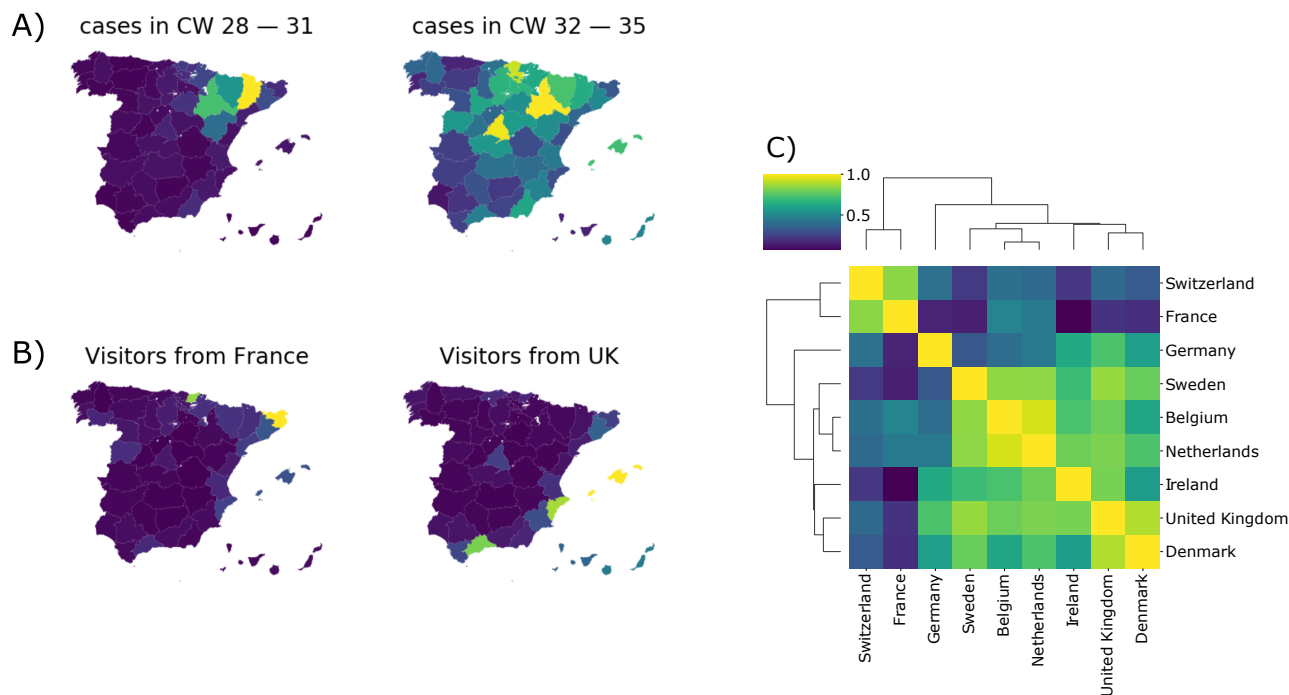 A)
cases in CW 28 — 31
cases in CW 32 — 35
B)
Visitors from France
Visitors from UK
C)
1.0
0.5
Switzerland
France
Germany
Sweden
Belgium
Netherlands
Ireland
United Kingdom
Denmark
Switzerland
France
Germany
Sweden
Belgium
Netherlands
Ireland
United Kingdom
Denmark